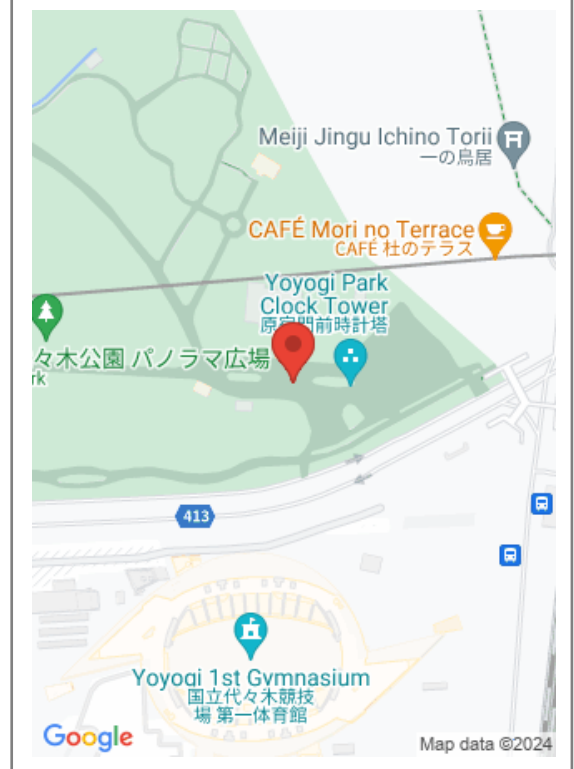 Meiji Jingu Ichino Torii
一の鳥居
CAFÉ Mori no Terrace
CAFÉ 杜のテラス
Yoyogi Park
Clock Tower
原宿門前時計塔
々木公園 パノラマ広場
rk
413
Yoyogi 1st Gymnasium
国立代々木競技
場 第一体育館
Google
Map data ©2024